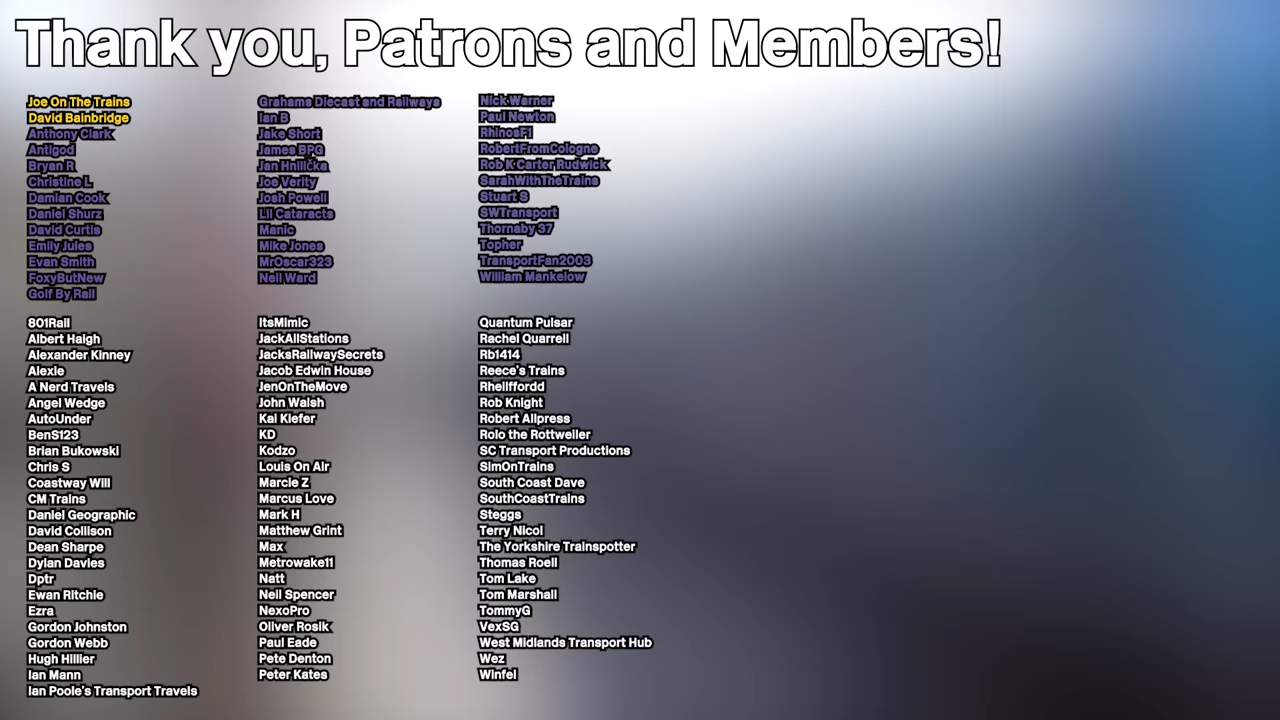 Thank you, Patrons and Members!
Joe On The Trains
David Bainbridge
Anthony Clark
Antigod
Bryan R
Christine L
Damian Cook
Daniel Shurz
David Curtis
Emily Jules
Evan Smith
FoxyButNew
Golf By Rail
Grahams Diecast and Railways
Ian B
Jake Short
James BPG
Jan Hnilička
Joe Verity
Josh Powell
Lil Cataracts
Manic
Mike Jones
MrOscar323
Neil Ward
Nick Warner
Paul Newton
RhinosF1
RobertFromCologne
Rob K Carter Rudwick
SarahWithTheTrains
Stuart S
SWTransport
Thornaby 37
Topher
TransportFan2003
William Mankelow
801Rail
Albert Haigh
Alexander Kinney
Alexie
A Nerd Travels
Angel Wedge
AutoUnder
BenS123
Brian Bukowski
Chris S
Coastway Will
CM Trains
Daniel Geographic
David Collison
Dean Sharpe
Dylan Davies
Dptr
Ewan Ritchie
Ezra
Gordon Johnston
Gordon Webb
Hugh Hillier
Ian Mann
Ian Poole's Transport Travels
ItsMimic
JackAllStations
JacksRailwaySecrets
Jacob Edwin House
JenOnTheMove
John Walsh
Kai Kiefer
KD
Kodzo
Louis On Air
Marcie Z
Marcus Love
Mark H
Matthew Grint
Max
Metrowake11
Natt
Neil Spencer
NexoPro
Oliver Rosik
Paul Eade
Pete Denton
Peter Kates
Quantum Pulsar
Rachel Quarrell
Rb1414
Reece's Trains
Rheilffordd
Rob Knight
Robert Allpress
Rolo the Rottweiler
SC Transport Productions
SimOnTrains
South Coast Dave
SouthCoastTrains
Steggs
Terry Nicol
The Yorkshire Trainspotter
Thomas Roell
Tom Lake
Tom Marshall
TommyG
VexSG
West Midlands Transport Hub
Wez
Winfel